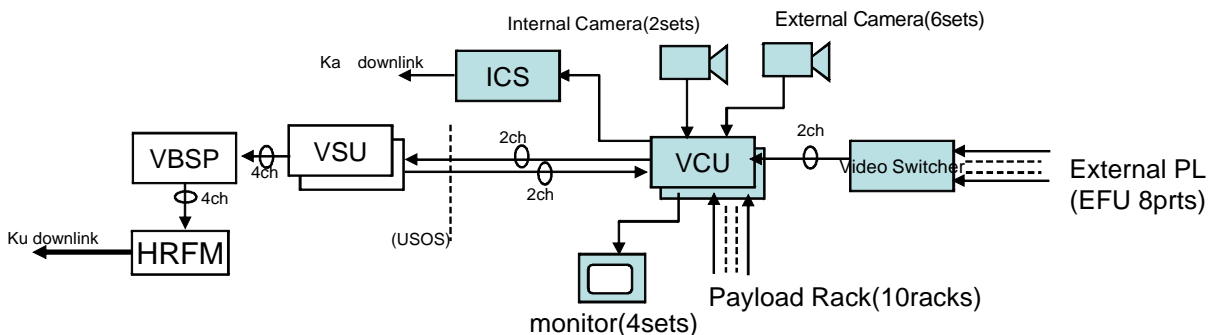 Internal Camera(2sets)
External Camera(6sets)
Ka downlink
ICS
VBSP
4ch
VSU
2ch
2ch
VCU
2ch
Video Switcher
External PL
(EFU 8prts)
4ch
Ku downlink
HRFM
(USOS)
monitor(4sets)
Payload Rack(10racks)